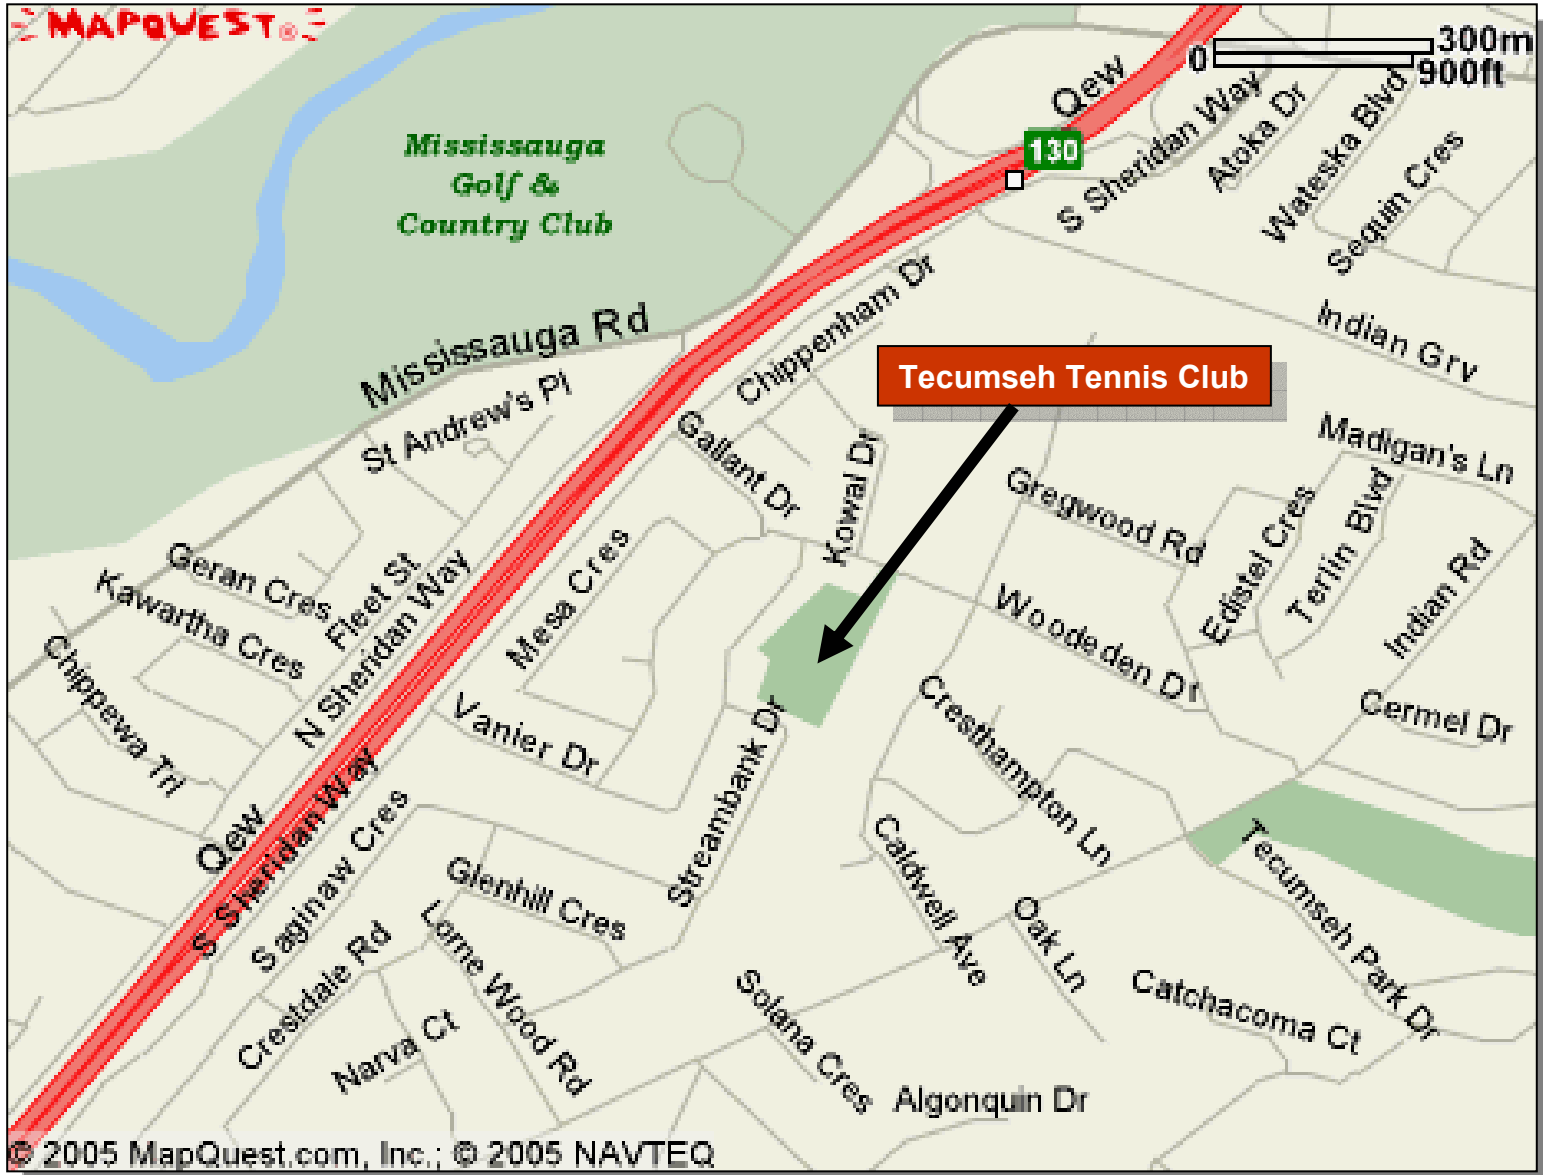 MAPQUEST®
0
300m
900ft
Qew
130
S Sheridan Way
Atoka Dr
Wateska Blvd
Sequin Cres
Mississauga
Golf &
Country Club
Chippenham Dr
Mississauga Rd
Indian Grv
Tecumseh Tennis Club
St Andrew's Pl
Gallant Dr
Kowal Dr
Madigan's Ln
Gregwood Rd
Edistel Cres
Terlin Blvd
Indian Rd
Geran Cres
Fleet St
Kawartha Cres
N Sheridan Way
Mesa Cres
Woodeden Dr
Chippewa Trl
Vanier Dr
Streambank Dr
Cresthampton Ln
Germel Dr
Qew
S Sheridan Way
Saginaw Cres
Glenhill Cres
Caldwell Ave
Tecumseh Park Dr
Crestdale Rd
Lorne Wood Rd
Oak Ln
Narva Ct
Solana Cres
Catchacoma Ct
Algonquin Dr
© 2005 MapQuest.com, Inc.; © 2005 NAVTEQ